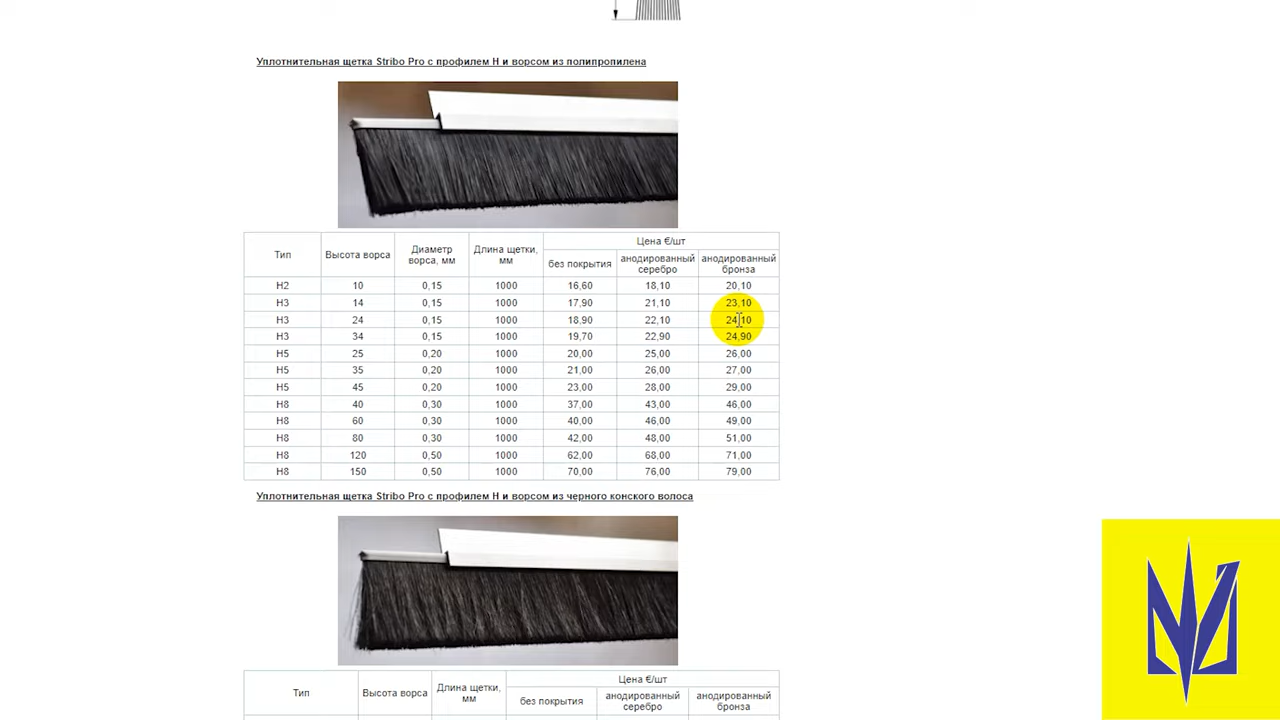 Уплотнительная щетка Stribo Pro с профилем H и ворсом из полипропилена
Тип Высота ворса Диаметр ворса, мм Длина щетки, мм Цена €/шт
без покрытия анодированный серебро анодированный бронза
H2 10 0,15 1000 16,60 18,10 20,10
H3 14 0,15 1000 17,90 21,10 23,10
H3 24 0,15 1000 18,90 22,10 24,10
H3 34 0,15 1000 19,70 22,90 24,90
H5 25 0,20 1000 20,00 25,00 26,00
H5 35 0,20 1000 21,00 26,00 27,00
H5 45 0,20 1000 23,00 28,00 29,00
H8 40 0,30 1000 37,00 43,00 46,00
H8 60 0,30 1000 40,00 46,00 49,00
H8 80 0,30 1000 42,00 48,00 51,00
H8 120 0,50 1000 62,00 68,00 71,00
H8 150 0,50 1000 70,00 76,00 79,00
Уплотнительная щетка Stribo Pro с профилем H и ворсом из черного конского волоса
Тип Высота ворса Длина щетки, мм Цена €/шт
без покрытия анодированный серебро анодированный бронза